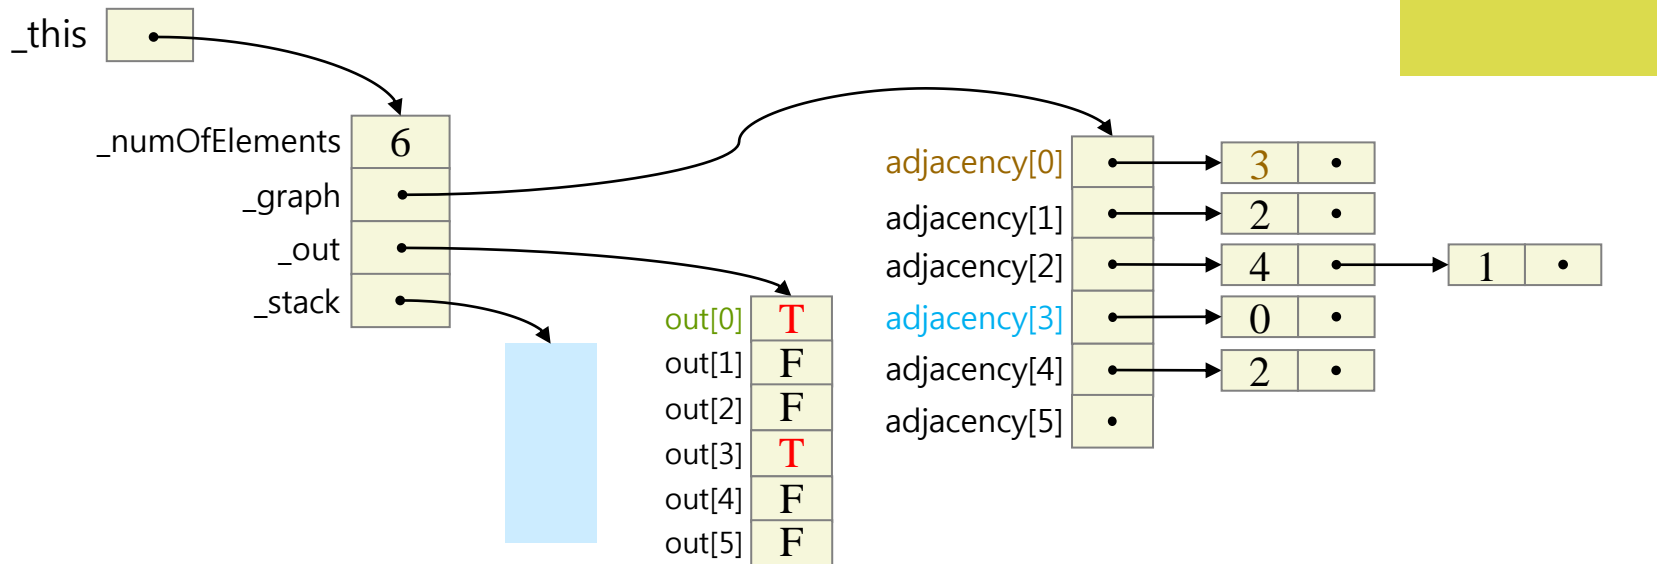 _this
_numOfElements 6
_graph
_out
_stack
out[0] T
out[1] F
out[2] F
out[3] T
out[4] F
out[5] F
adjacency[0] 3
adjacency[1] 2
adjacency[2] 4 1
adjacency[3] 0
adjacency[4] 2
adjacency[5]